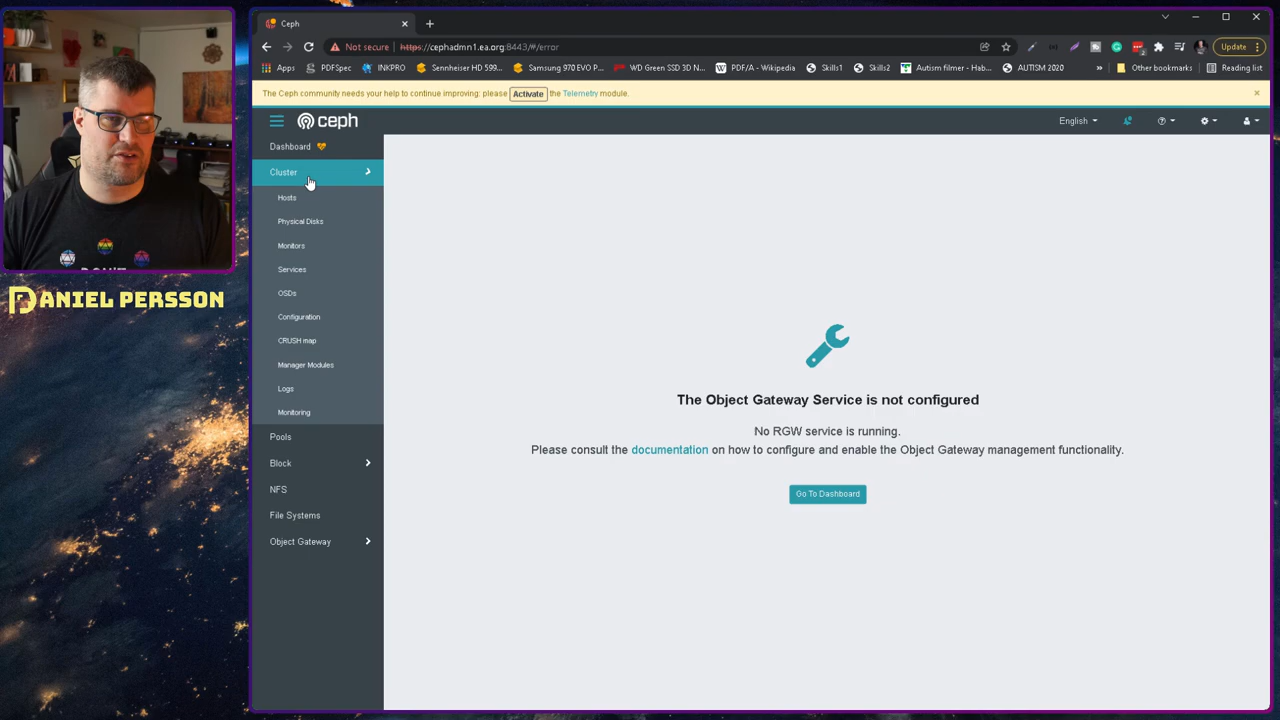 Ceph
Not secure https://cephadmn1.ea.org:8443/#/error
Update
Apps PDFSpec INKPRO Sennheiser HD 599... Samsung 970 EVO P... WD Green SSD 3D N... PDF/A - Wikipedia Skills1 Skills2 Autism filmer - Hab... AUTISM 2020 » Other bookmarks Reading list
The Ceph community needs your help to continue improving: please Activate the Telemetry module.
ceph
English
Dashboard
Cluster
Hosts
Physical Disks
Monitors
Services
OSDs
Configuration
CRUSH map
Manager Modules
Logs
Monitoring
Pools
Block
NFS
File Systems
Object Gateway
The Object Gateway Service is not configured
No RGW service is running.
Please consult the documentation on how to configure and enable the Object Gateway management functionality.
Go To Dashboard
DANIEL PERSSON